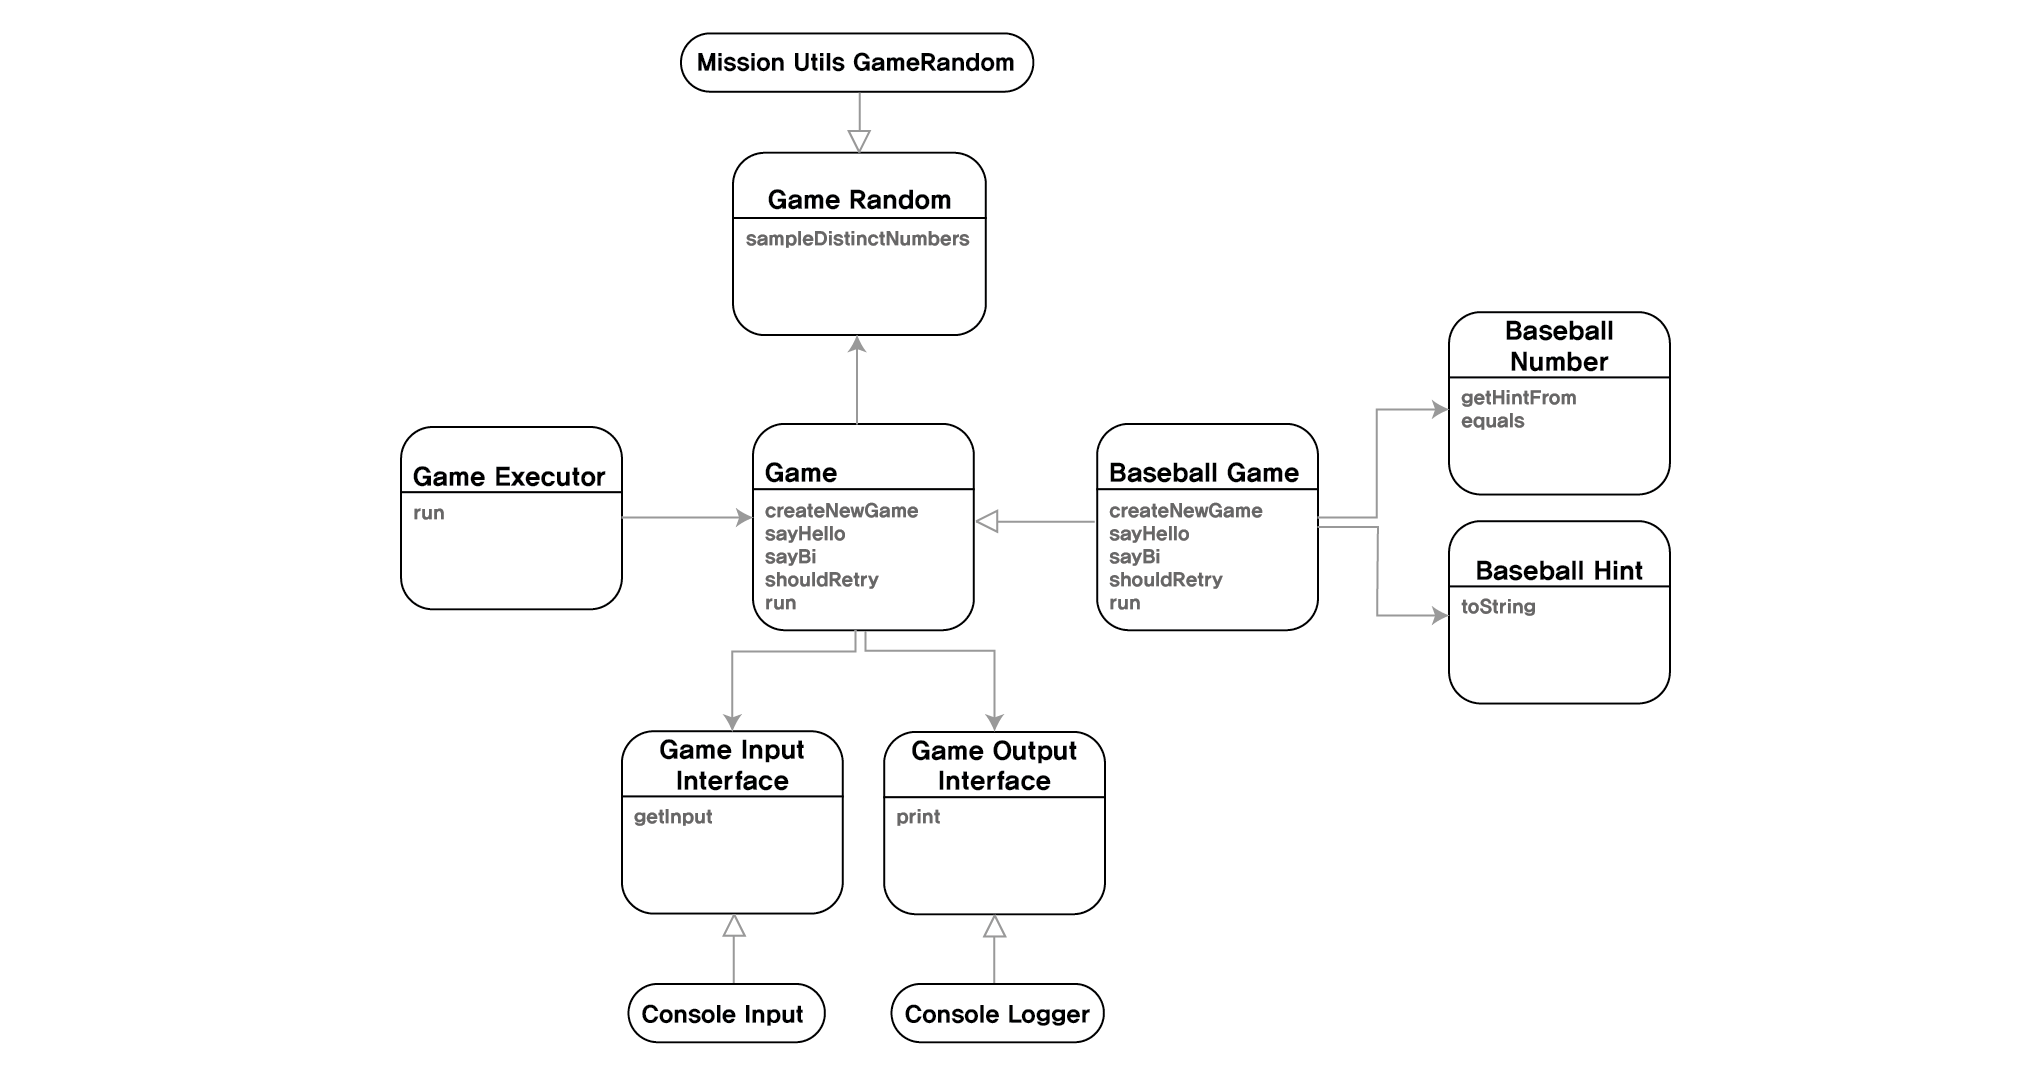 Mission Utils GameRandom
Game Random
sampleDistinctNumbers
Game Executor
run
Game
createNewGame
sayHello
sayBi
shouldRetry
run
Baseball Game
createNewGame
sayHello
sayBi
shouldRetry
run
Baseball
Number
getHintFrom
equals
Baseball Hint
toString
Game Input
Interface
getInput
Game Output
Interface
print
Console Input
Console Logger